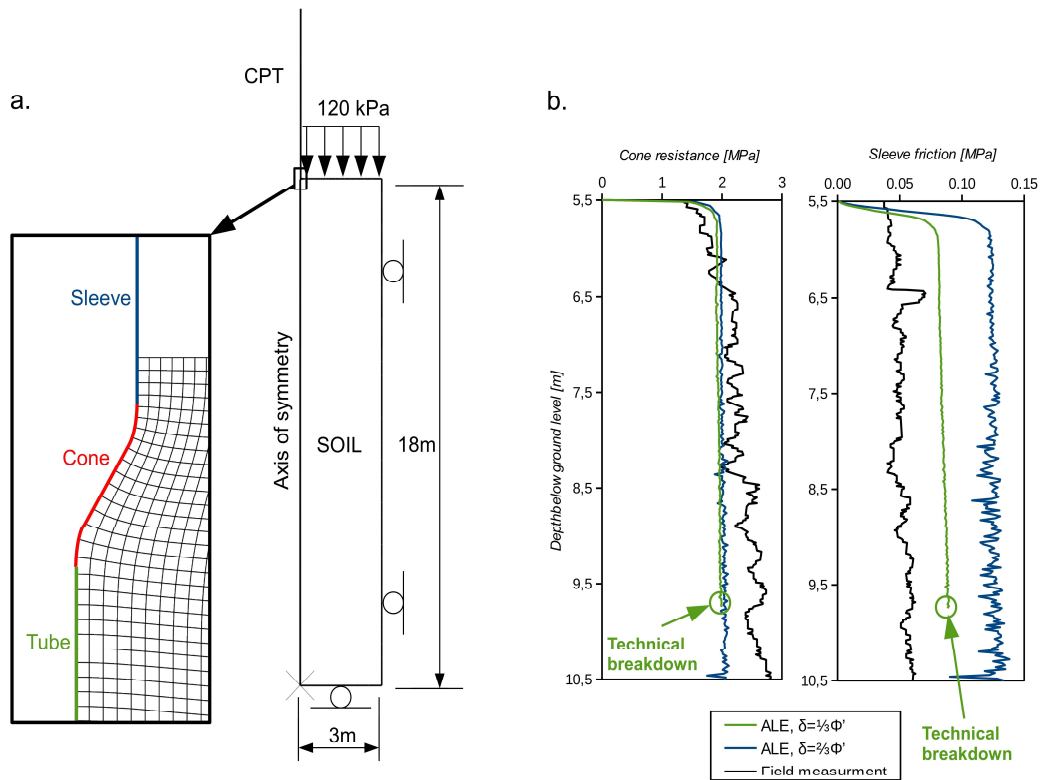 a.
CPT
120 kPa
Sleeve
Cone
Tube
Axis of symmetry
SOIL
18m
3m
b.
Cone resistance [MPa]
0 1 2 3
Sleeve friction [MPa]
0.00 0.05 0.10 0.15
Depthbelow ground level [m]
5,5
6,5
7,5
8,5
9,5
10,5
Technical
breakdown
5,5
6,5
7,5
8,5
9,5
10,5
Technical
breakdown
ALE, δ=⅓Φ'
ALE, δ=⅔Φ'
Field measurment